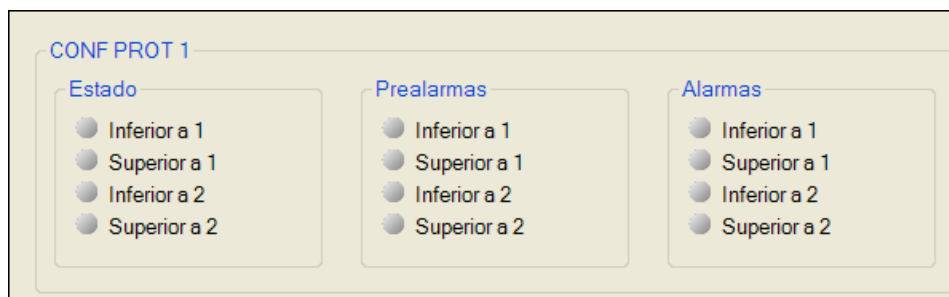 CONF PROT 1
Estado
Inferior a 1
Superior a 1
Inferior a 2
Superior a 2
Prealarmas
Inferior a 1
Superior a 1
Inferior a 2
Superior a 2
Alarmas
Inferior a 1
Superior a 1
Inferior a 2
Superior a 2